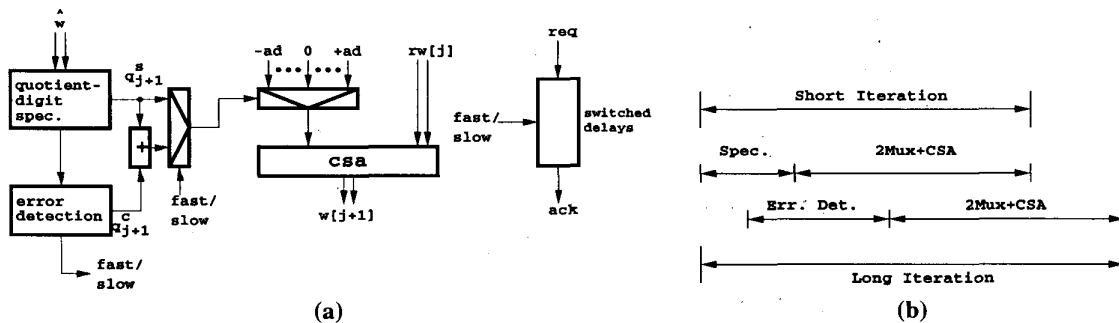 ^
w
quotient-
digit
spec.
s
q
j+1
+
error
detection
c
q
j+1
fast/
slow
fast/
slow
-ad 0 +ad
rw[j]
csa
w[j+1]
req
fast/
slow
switched
delays
ack
(a)
Short Iteration
Spec. 2Mux+CSA
Err. Det. 2Mux+CSA
Long Iteration
(b)